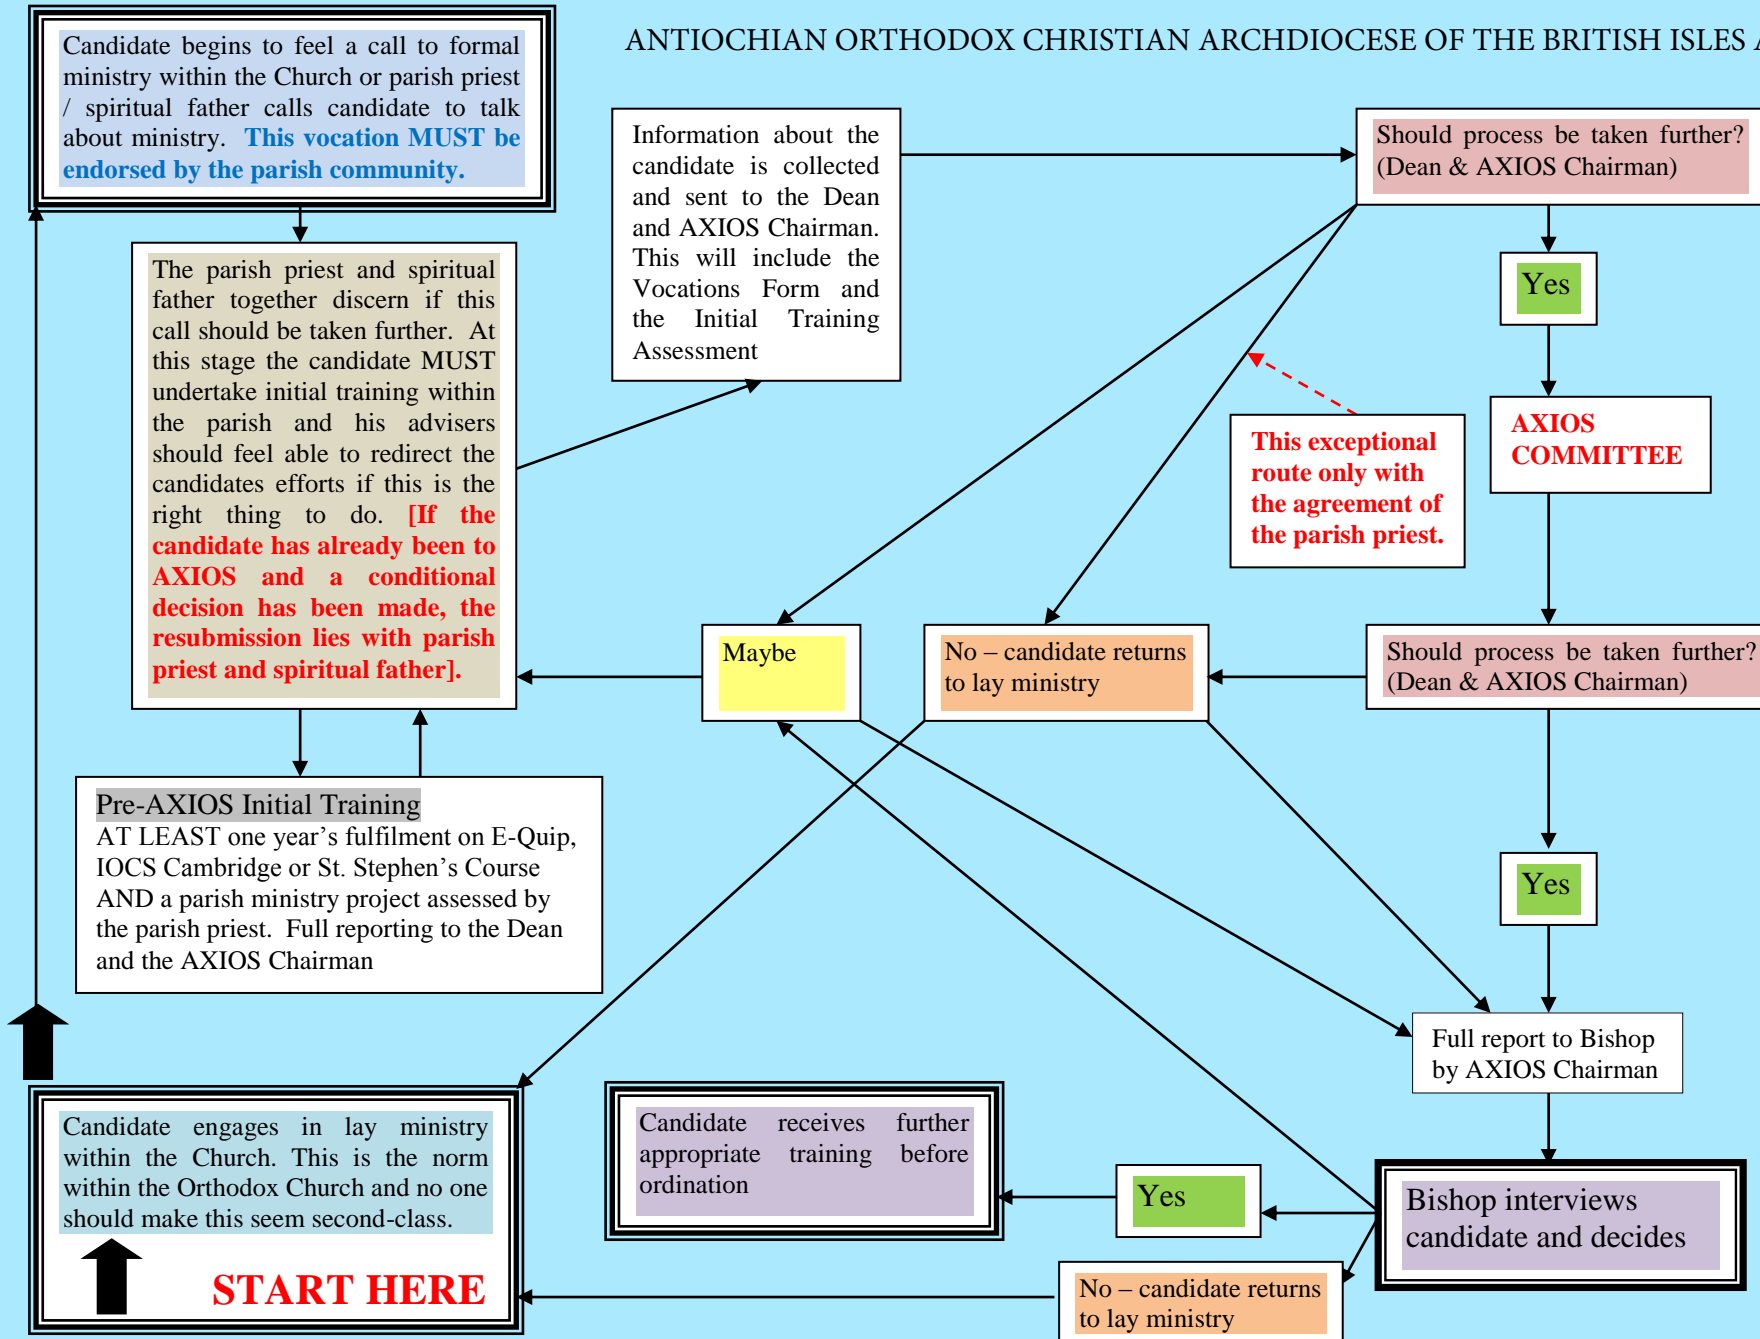 ANTIOCHIAN ORTHODOX CHRISTIAN ARCHDIOCESE OF THE BRITISH ISLES A
Candidate begins to feel a call to formal
ministry within the Church or parish priest
/ spiritual father calls candidate to talk
about ministry. This vocation MUST be
endorsed by the parish community.
The parish priest and spiritual
father together discern if this
call should be taken further. At
this stage the candidate MUST
undertake initial training within
the parish and his advisers
should feel able to redirect the
candidates efforts if this is the
right thing to do. [If the
candidate has already been to
AXIOS and a conditional
decision has been made, the
resubmission lies with parish
priest and spiritual father].
Information about the
candidate is collected
and sent to the Dean
and AXIOS Chairman.
This will include the
Vocations Form and
the Initial Training
Assessment
Should process be taken further?
(Dean & AXIOS Chairman)
Yes
AXIOS
COMMITTEE
This exceptional
route only with
the agreement of
the parish priest.
Maybe
No – candidate returns
to lay ministry
Should process be taken further?
(Dean & AXIOS Chairman)
Yes
Pre-AXIOS Initial Training
AT LEAST one year’s fulfilment on E-Quip,
IOCS Cambridge or St. Stephen’s Course
AND a parish ministry project assessed by
the parish priest. Full reporting to the Dean
and the AXIOS Chairman
Full report to Bishop
by AXIOS Chairman
Candidate engages in lay ministry
within the Church. This is the norm
within the Orthodox Church and no one
should make this seem second-class.
START HERE
Candidate receives further
appropriate training before
ordination
Yes
Bishop interviews
candidate and decides
No – candidate returns
to lay ministry